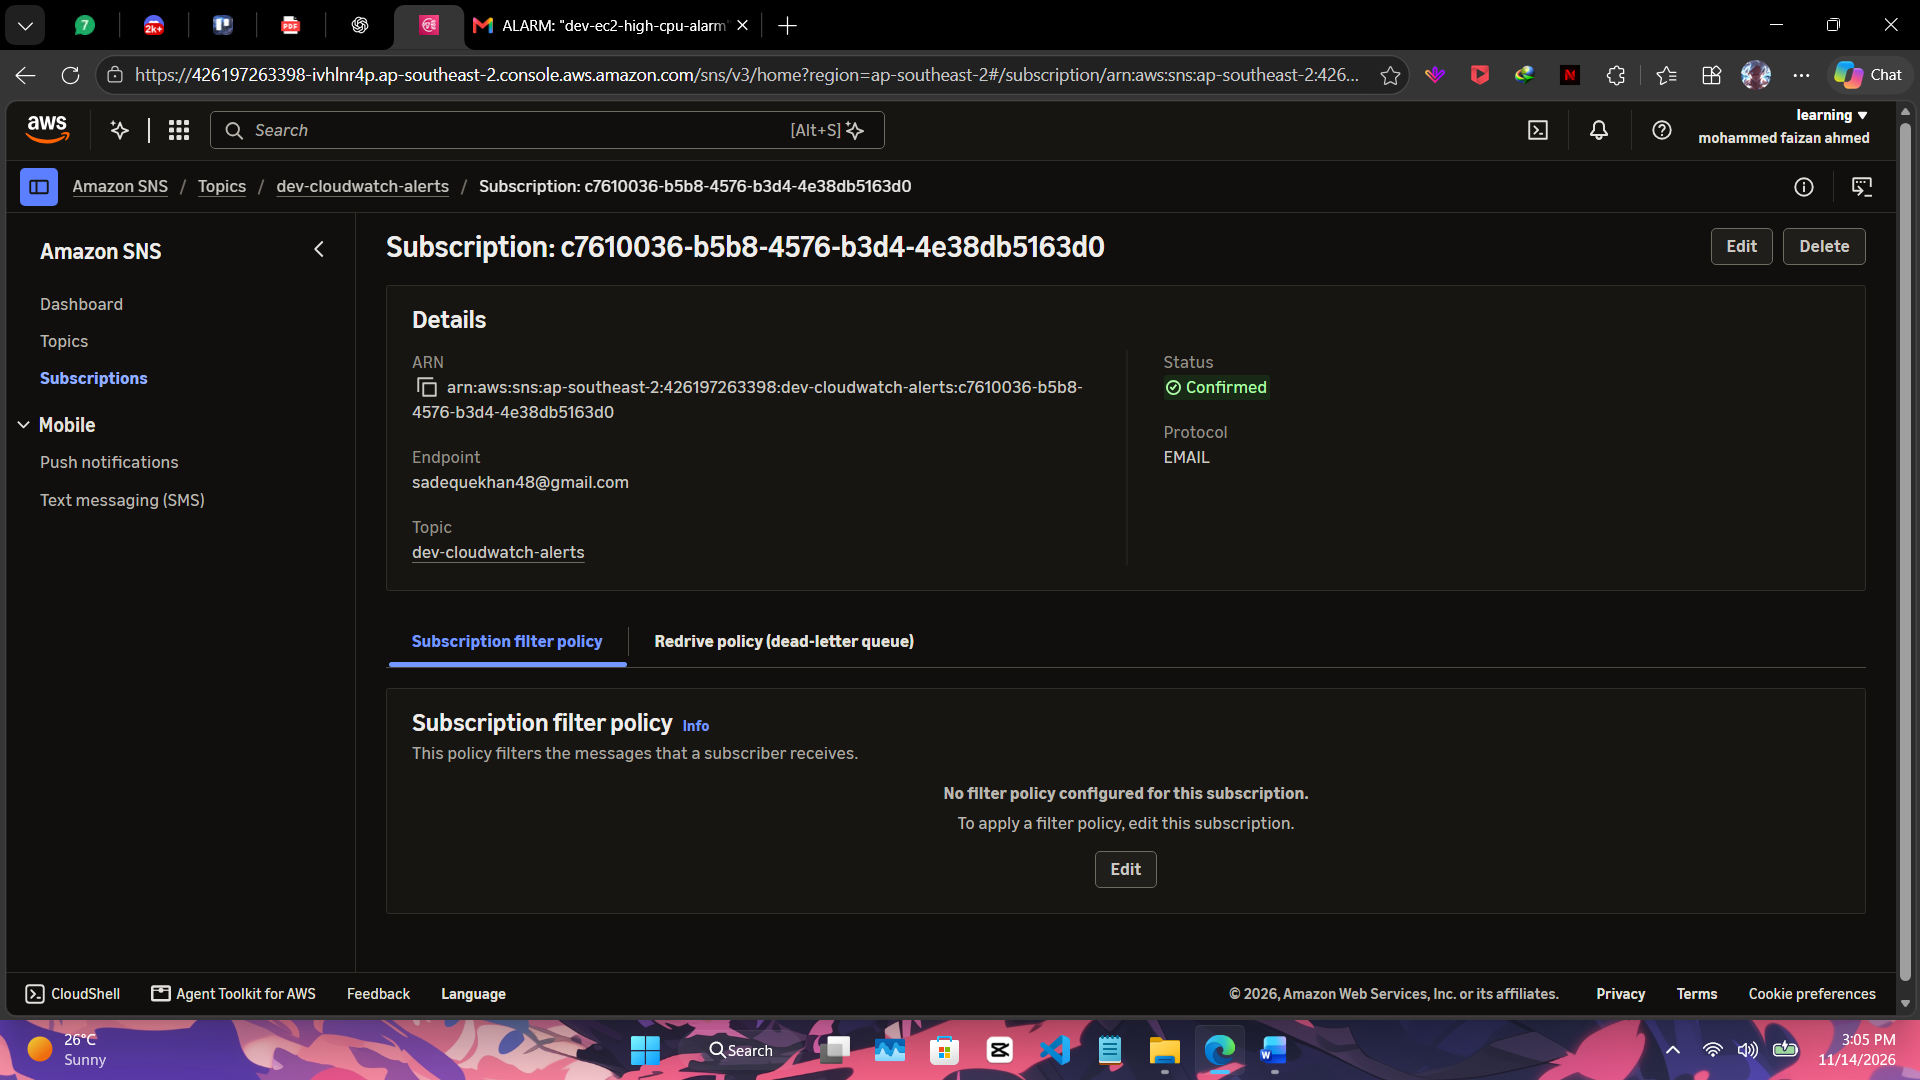 7
2k+
PDF
ALARM: "dev-ec2-high-cpu-alarm"
https://426197263398-ivhlnr4p.ap-southeast-2.console.aws.amazon.com/sns/v3/home?region=ap-southeast-2#/subscription/arn:aws:sns:ap-southeast-2:426...
N
Chat
aws
Search
[Alt+S]
learning
mohammed faizan ahmed
Amazon SNS / Topics / dev-cloudwatch-alerts / Subscription: c7610036-b5b8-4576-b3d4-4e38db5163d0
Amazon SNS
Dashboard
Topics
Subscriptions
Mobile
Push notifications
Text messaging (SMS)
Subscription: c7610036-b5b8-4576-b3d4-4e38db5163d0
Edit
Delete
Details
ARN
arn:aws:sns:ap-southeast-2:426197263398:dev-cloudwatch-alerts:c7610036-b5b8-
4576-b3d4-4e38db5163d0
Endpoint
sadequekhan48@gmail.com
Topic
dev-cloudwatch-alerts
Status
Confirmed
Protocol
EMAIL
Subscription filter policy
Redrive policy (dead-letter queue)
Subscription filter policy Info
This policy filters the messages that a subscriber receives.
No filter policy configured for this subscription.
To apply a filter policy, edit this subscription.
Edit
CloudShell
Agent Toolkit for AWS
Feedback
Language
© 2026, Amazon Web Services, Inc. or its affiliates.
Privacy
Terms
Cookie preferences
26°C
Sunny
Search
W
3:05 PM
11/14/2026